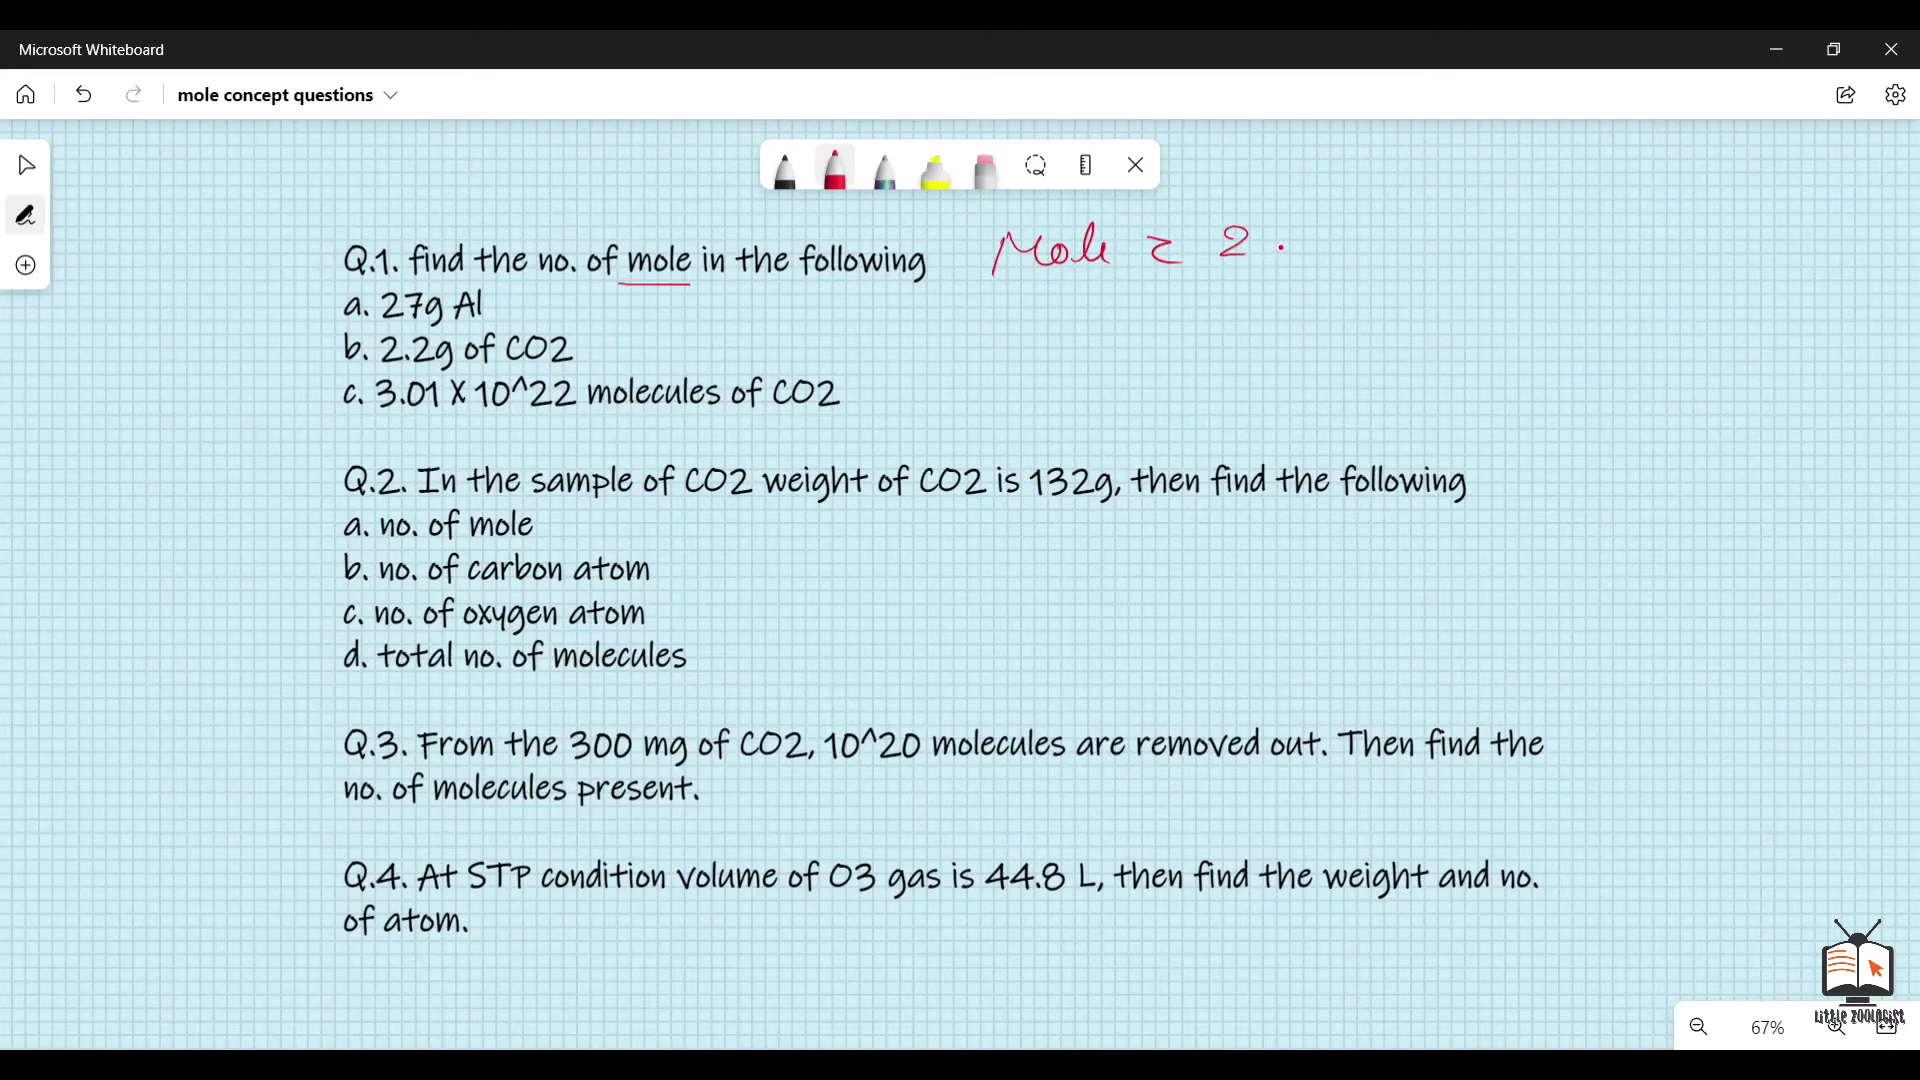 Microsoft Whiteboard
mole concept questions
Q.1. find the no. of mole in the following
Mole = 2.
a. 27g Al
b. 2.2g of CO2
c. 3.01 X 10^22 molecules of CO2
Q.2. In the sample of CO2 weight of CO2 is 132g, then find the following
a. no. of mole
b. no. of carbon atom
c. no. of oxygen atom
d. total no. of molecules
Q.3. From the 300 mg of CO2, 10^20 molecules are removed out. Then find the
no. of molecules present.
Q.4. At STP condition volume of O3 gas is 44.8 L, then find the weight and no.
of atom.
LITTLE ZOOLOGIST
67%